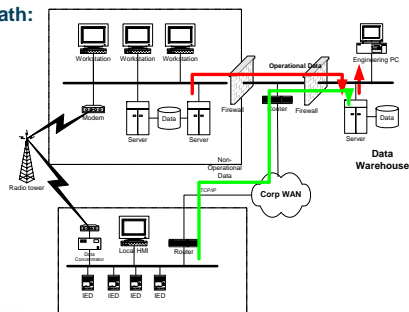 ath:
Workstation
Workstation
Workstation
Operational Data
Engineering PC
Modem
Server
Data
Server
Firewall
Router
Firewall
Server
Data
Radio tower
Non-
Operational
Data
Data
Warehouse
TCP/IP
Corp WAN
Data
Concentrator
Local HMI
Router
IED
IED
IED
IED